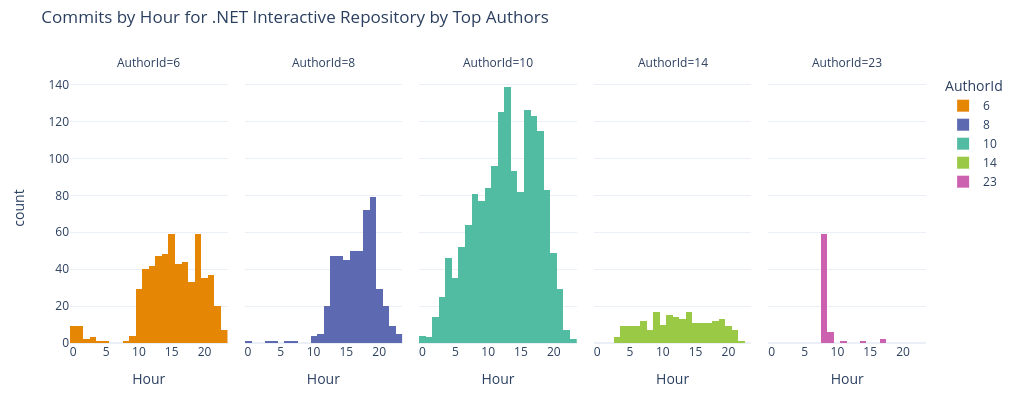 Commits by Hour for .NET Interactive Repository by Top Authors
AuthorId=6 AuthorId=8 AuthorId=10 AuthorId=14 AuthorId=23
AuthorId
6
8
10
14
23
count
140
120
100
80
60
40
20
0
0 5 10 15 20 0 5 10 15 20 0 5 10 15 20 0 5 10 15 20 0 5 10 15 20
Hour Hour Hour Hour Hour